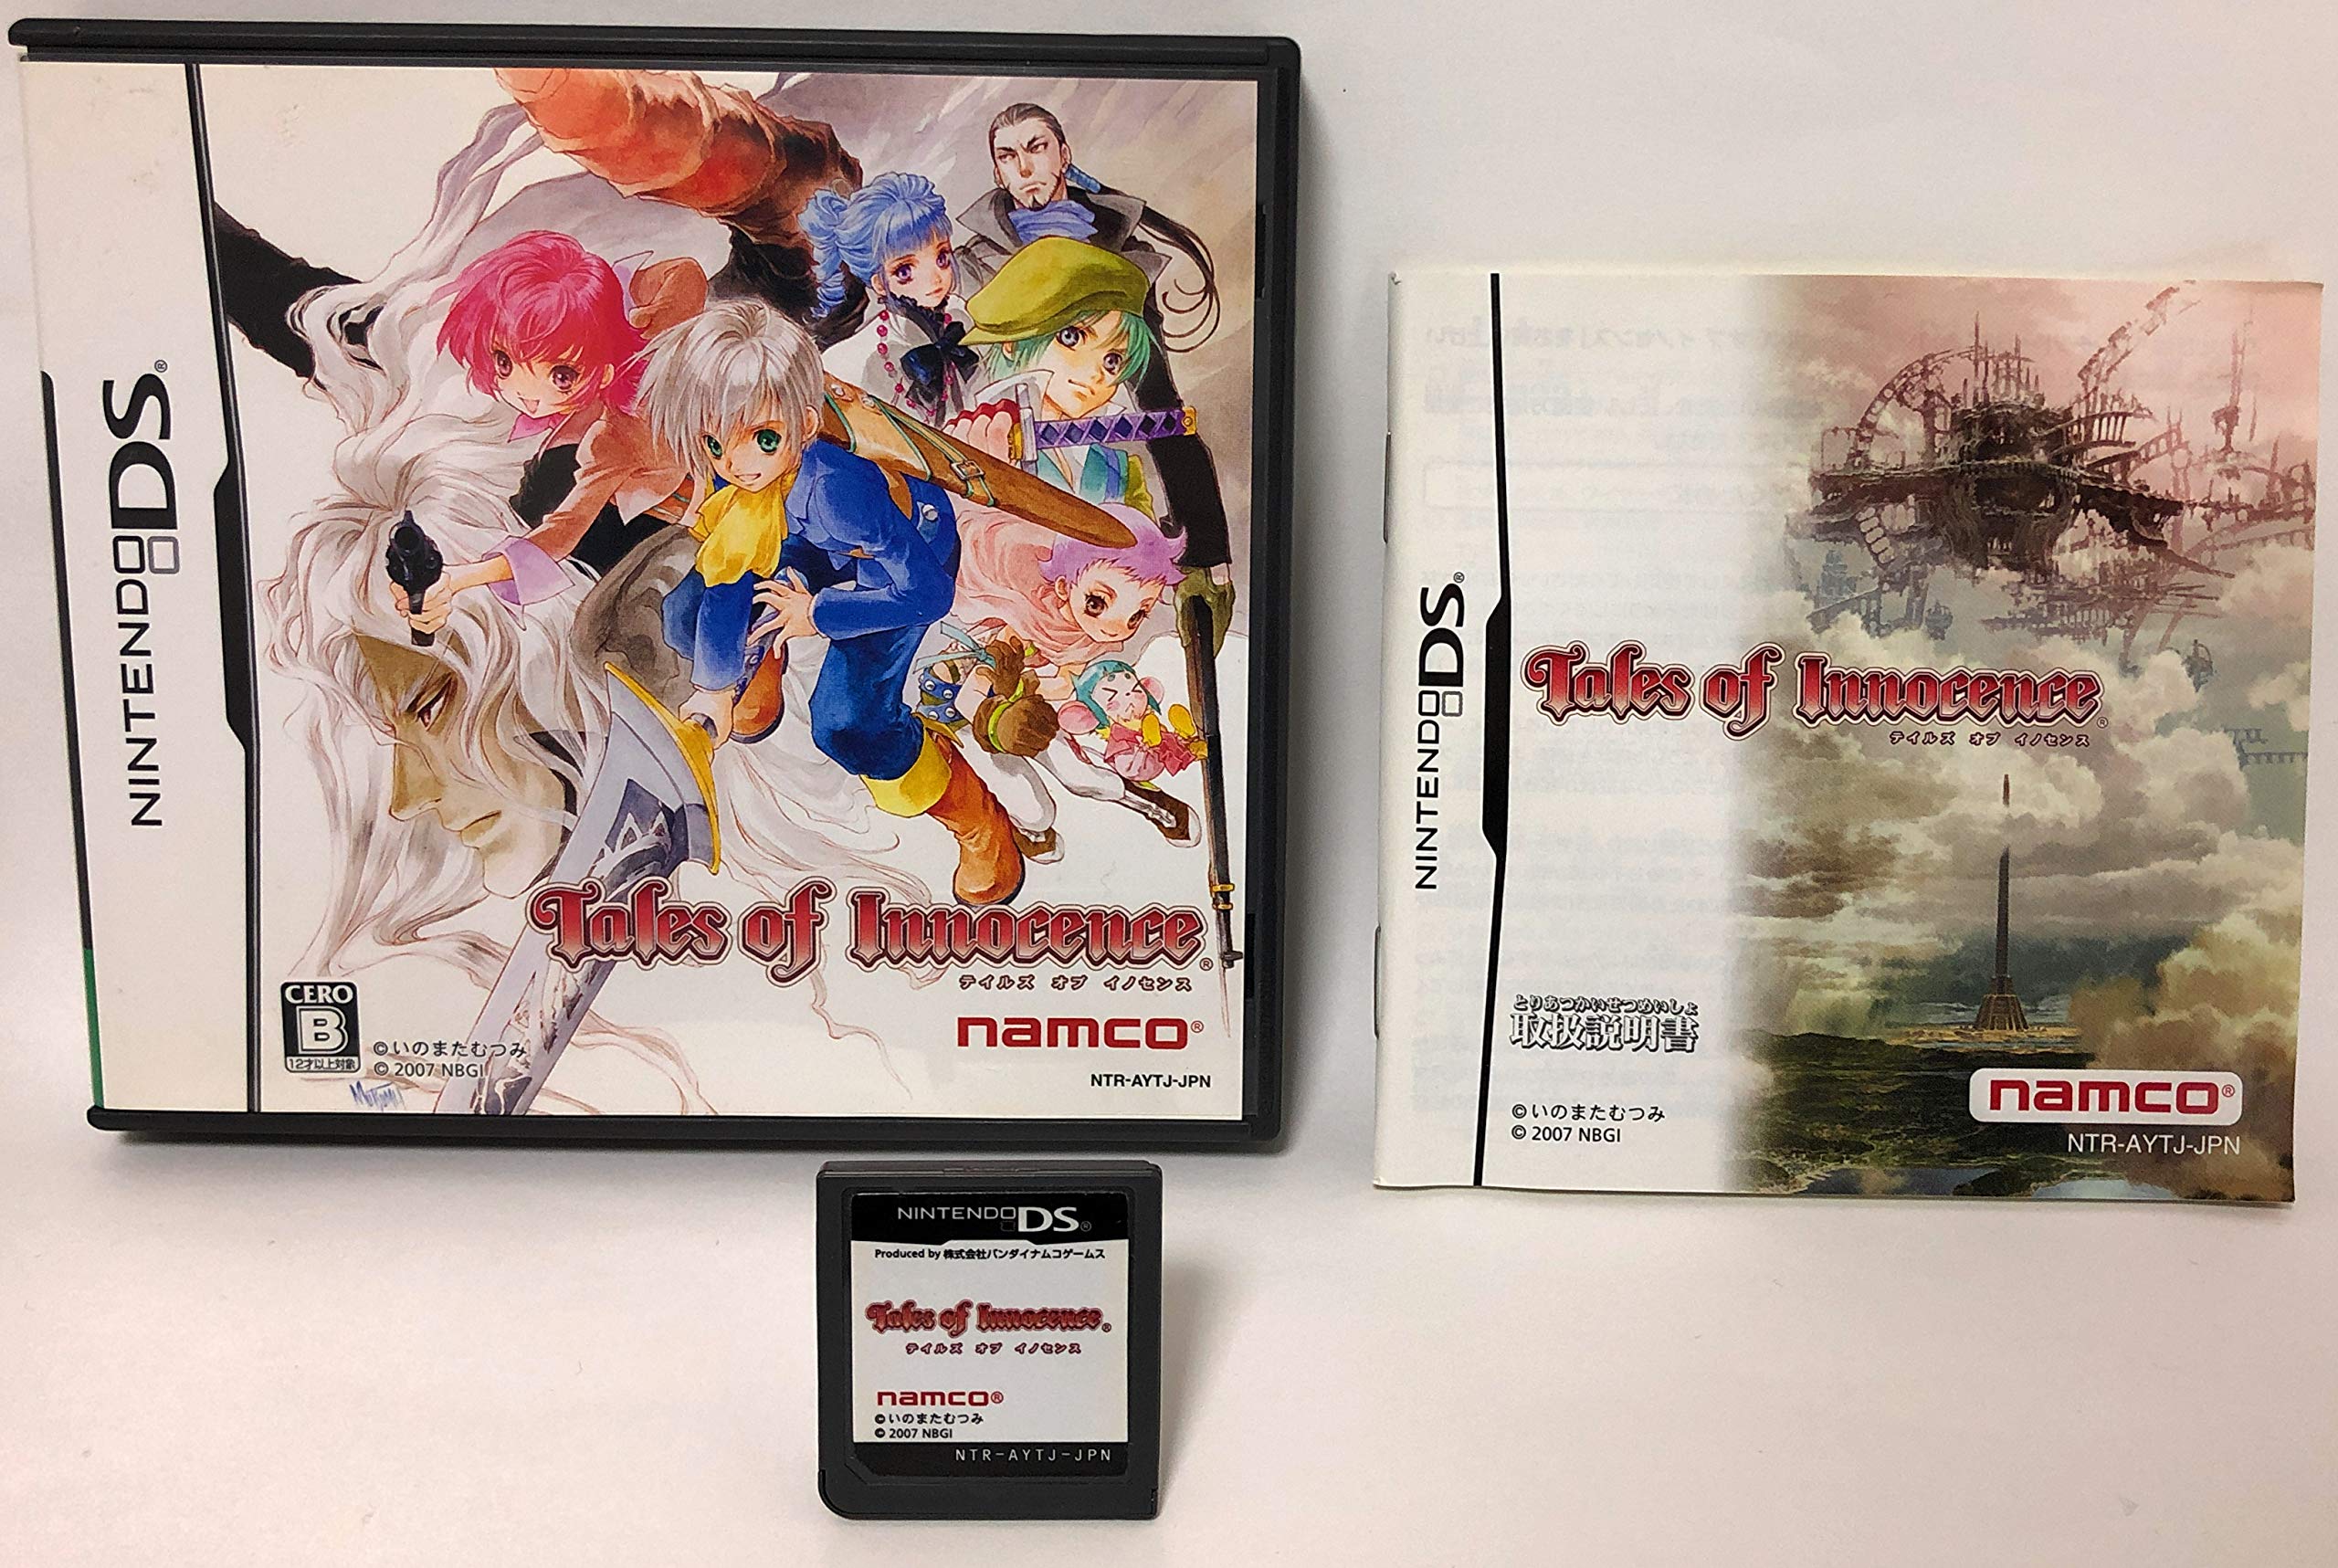 NINTENDO DS®
Tales of Innocence®
テイルズ オブ イノセンス
CERO
B
12才以上対象
©いのまたむつみ
© 2007 NBGI
namco®
NTR-AYTJ-JPN
NINTENDO DS®
Tales of Innocence®
テイルズ オブ イノセンス
とりあつかいせつめいしょ
取扱説明書
©いのまたむつみ
© 2007 NBGI
namco®
NTR-AYTJ-JPN
NINTENDO DS®
Produced by 株式会社バンダイナムコゲームス
Tales of Innocence®
テイルズ オブ イノセンス
namco®
©いのまたむつみ
© 2007 NBGI
NTR-AYTJ-JPN